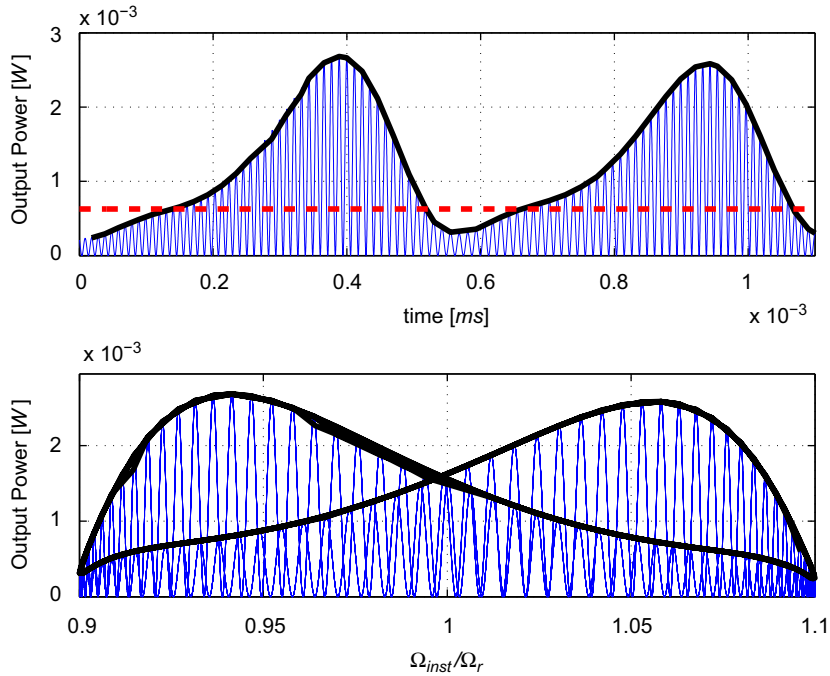 x 10−3
Output Power [W]
3
2
1
0
0 0.2 0.4 0.6 0.8 1
time [ms]
x 10−3
x 10−3
Output Power [W]
2
1
0
0.9 0.95 1 1.05 1.1
Ωinst/Ωr